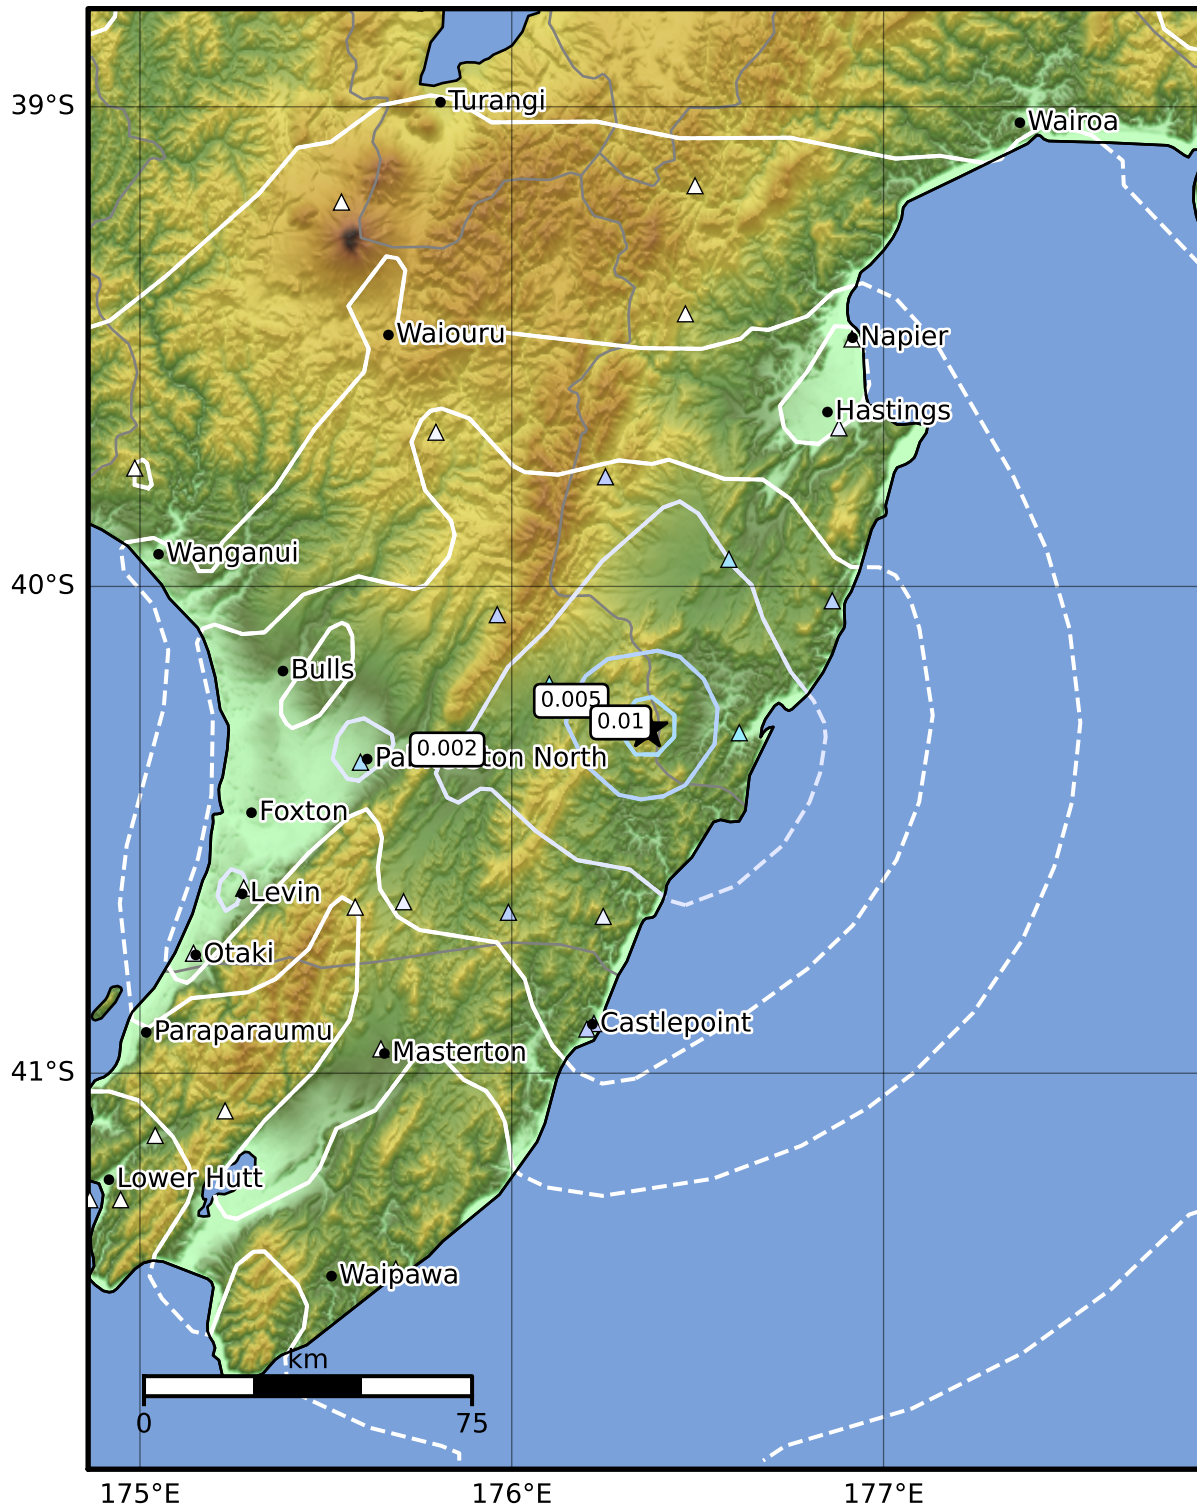 39°S
Turangi
Wairoa
Waiouru
Napier
Hastings
Wanganui
40°S
Bulls
0.005
0.01
0.002
Palmerston North
Foxton
Levin
Otaki
Castlepoint
Paraparaumu
Masterton
41°S
Lower Hutt
Waipawa
km
0
75
175°E
176°E
177°E